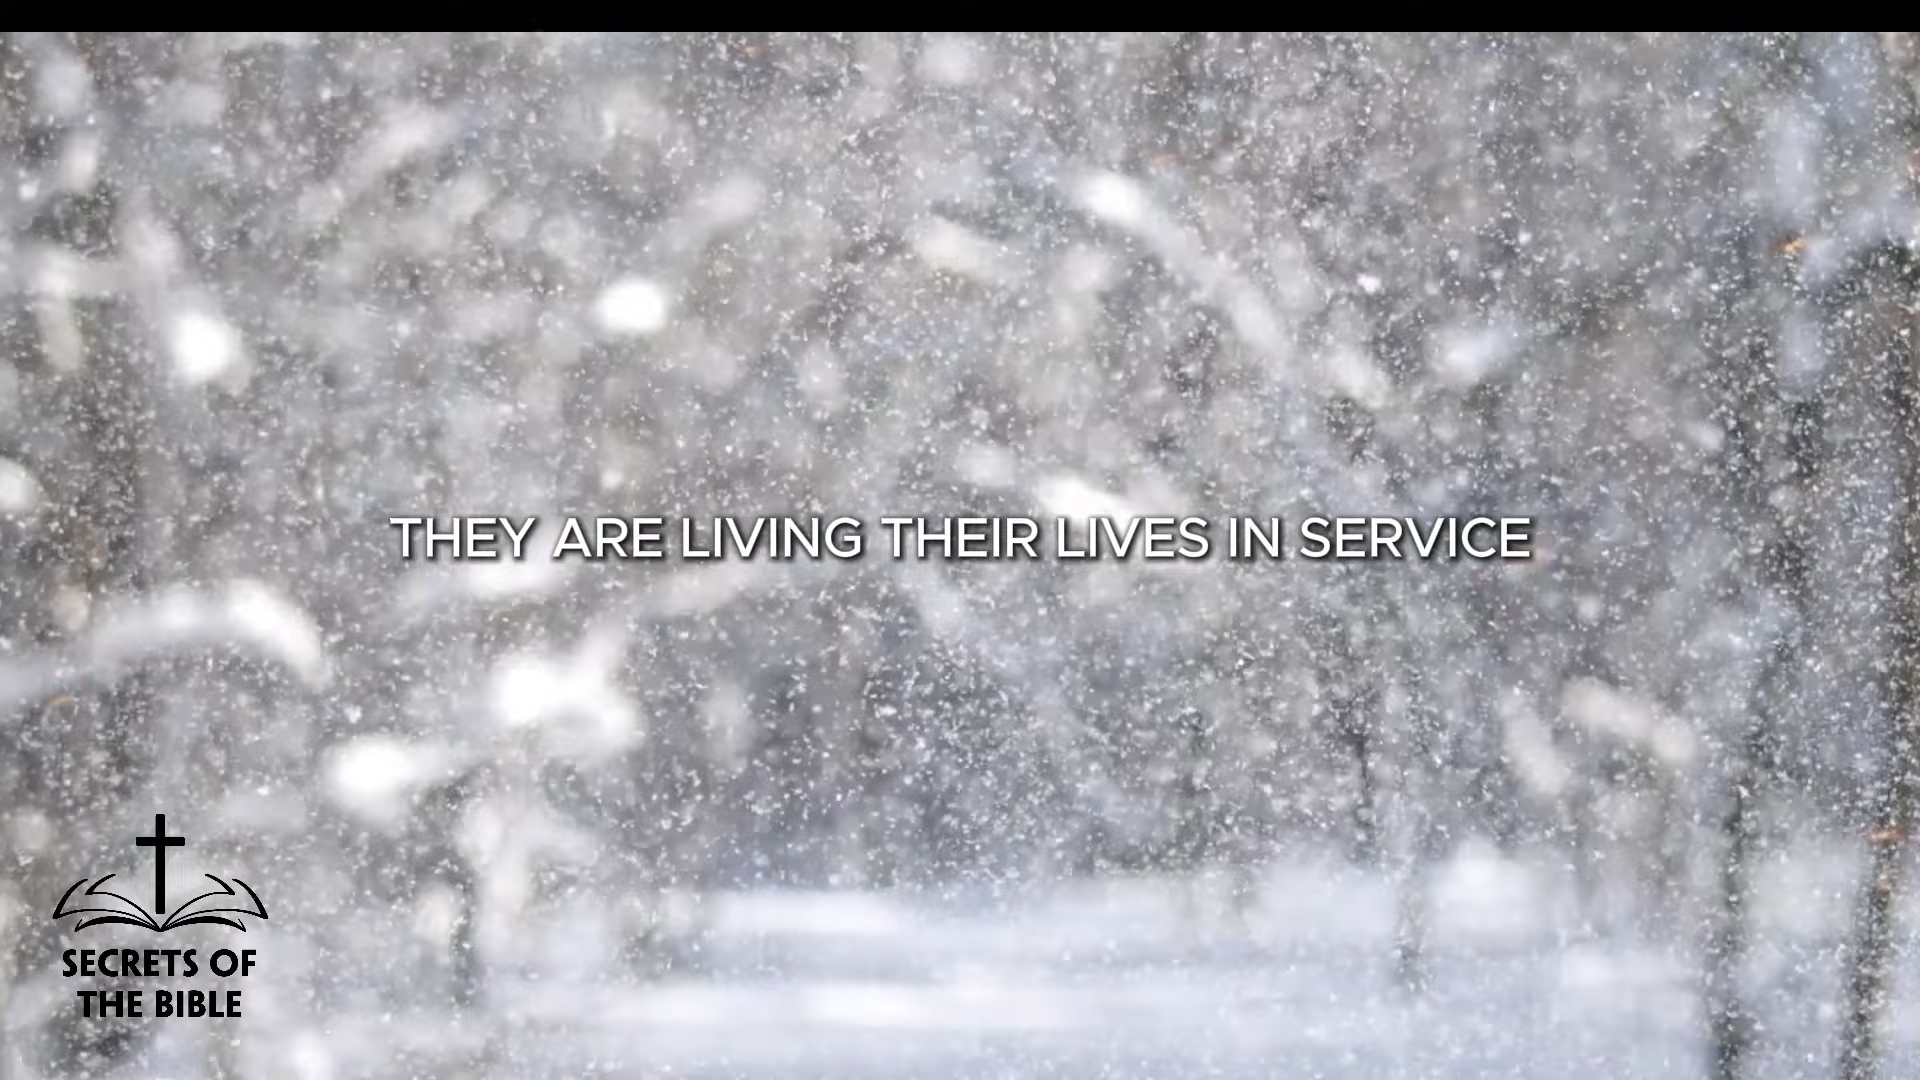 THEY ARE LIVING THEIR LIVES IN SERVICE
SECRETS OF
THE BIBLE